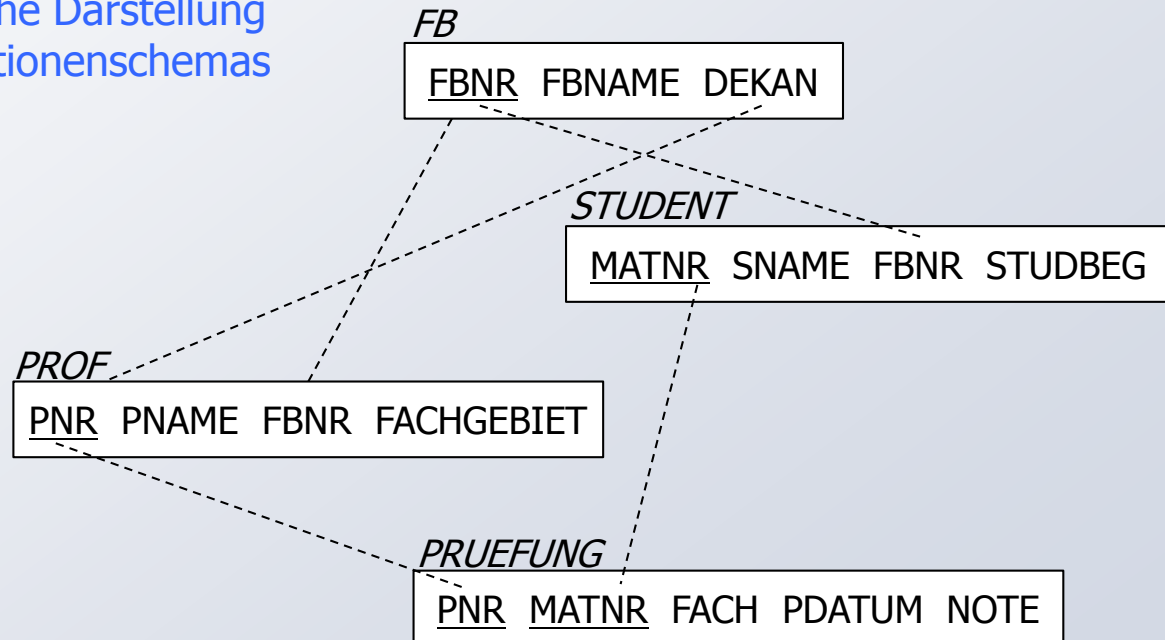 he Darstellung
tionenschemas
FB
FBNR FBNAME DEKAN
STUDENT
MATNR SNAME FBNR STUDBEG
PROF
PNR PNAME FBNR FACHGEBIET
PRUEFUNG
PNR MATNR FACH PDATUM NOTE